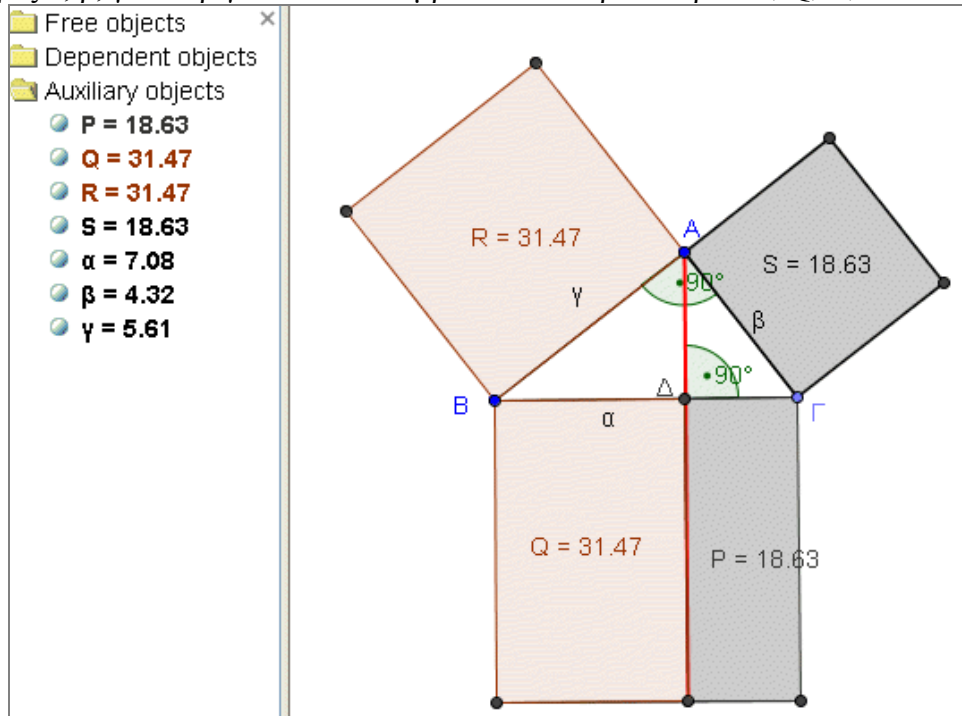 Free objects
Dependent objects
Auxiliary objects
P = 18.63
Q = 31.47
R = 31.47
S = 18.63
α = 7.08
β = 4.32
γ = 5.61
A
R = 31.47
S = 18.63
90°
γ
β
90°
Δ
B
Γ
α
Q = 31.47
P = 18.63